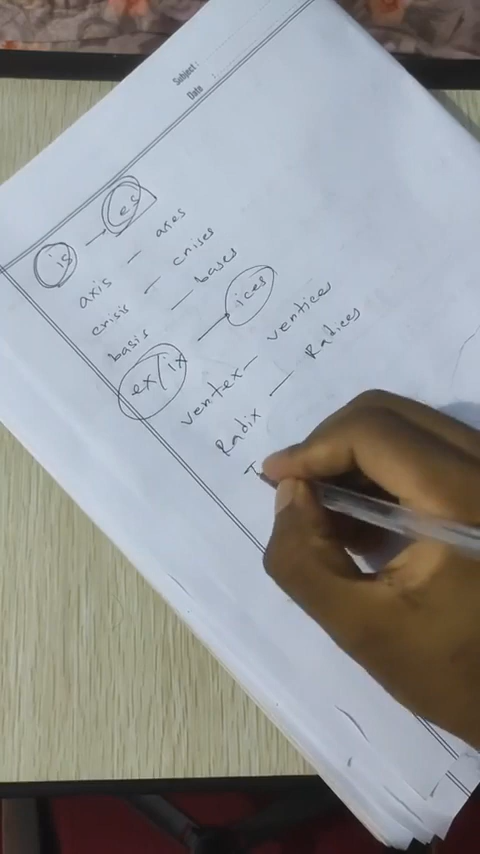 Subject :
Date :
is — es
axis — axes
crisis — crises
basis — bases
ex/ix — ices
vertex — vertices
Radix — Radices
I